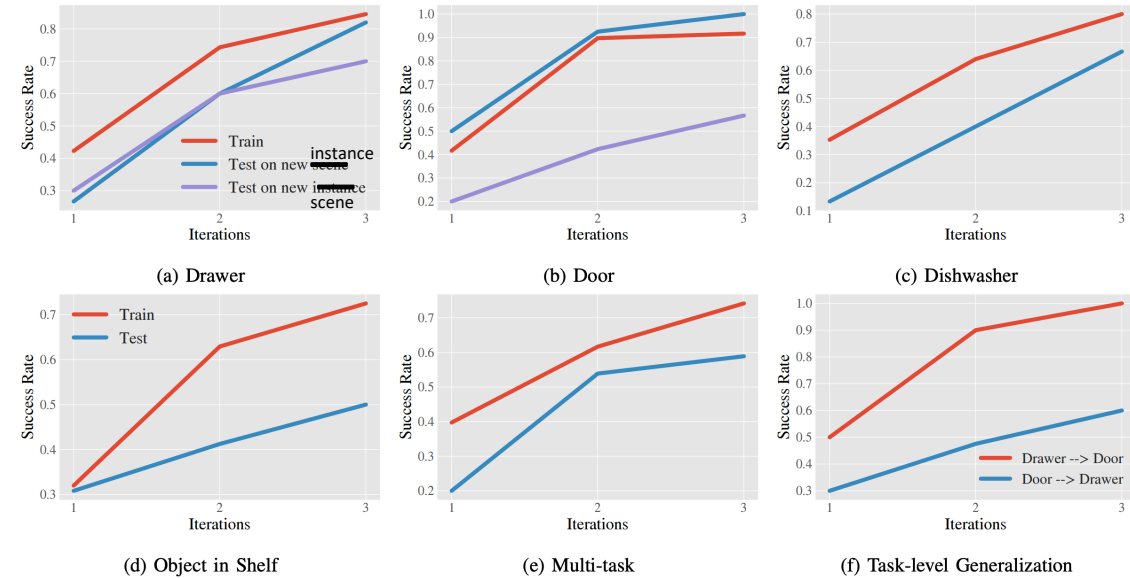 Success Rate
0.8
0.7
0.6
0.5
0.4
0.3
Train
instance
Test on new scene
Test on new instance
scene
1 2 3
Iterations
(a) Drawer
Success Rate
1.0
0.9
0.8
0.7
0.6
0.5
0.4
0.3
0.2
1 2 3
Iterations
(b) Door
Success Rate
0.8
0.7
0.6
0.5
0.4
0.3
0.2
0.1
1 2 3
Iterations
(c) Dishwasher
Success Rate
0.7
0.6
0.5
0.4
0.3
Train
Test
1 2 3
Iterations
(d) Object in Shelf
Success Rate
0.7
0.6
0.5
0.4
0.3
0.2
1 2 3
Iterations
(e) Multi-task
Success Rate
1.0
0.9
0.8
0.7
0.6
0.5
0.4
0.3
Drawer --> Door
Door --> Drawer
1 2 3
Iterations
(f) Task-level Generalization